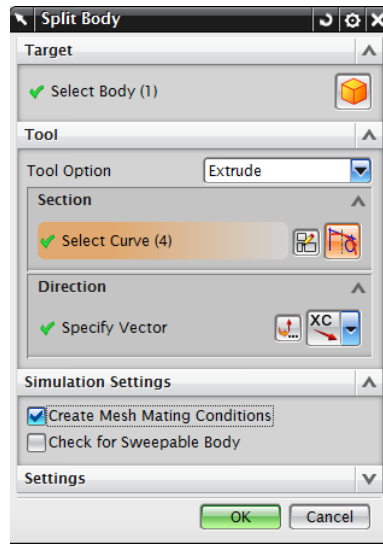 Split Body
Target
Select Body (1)
Tool
Tool Option Extrude
Section
Select Curve (4)
Direction
Specify Vector XC
Simulation Settings
Create Mesh Mating Conditions
Check for Sweepable Body
Settings
OK Cancel